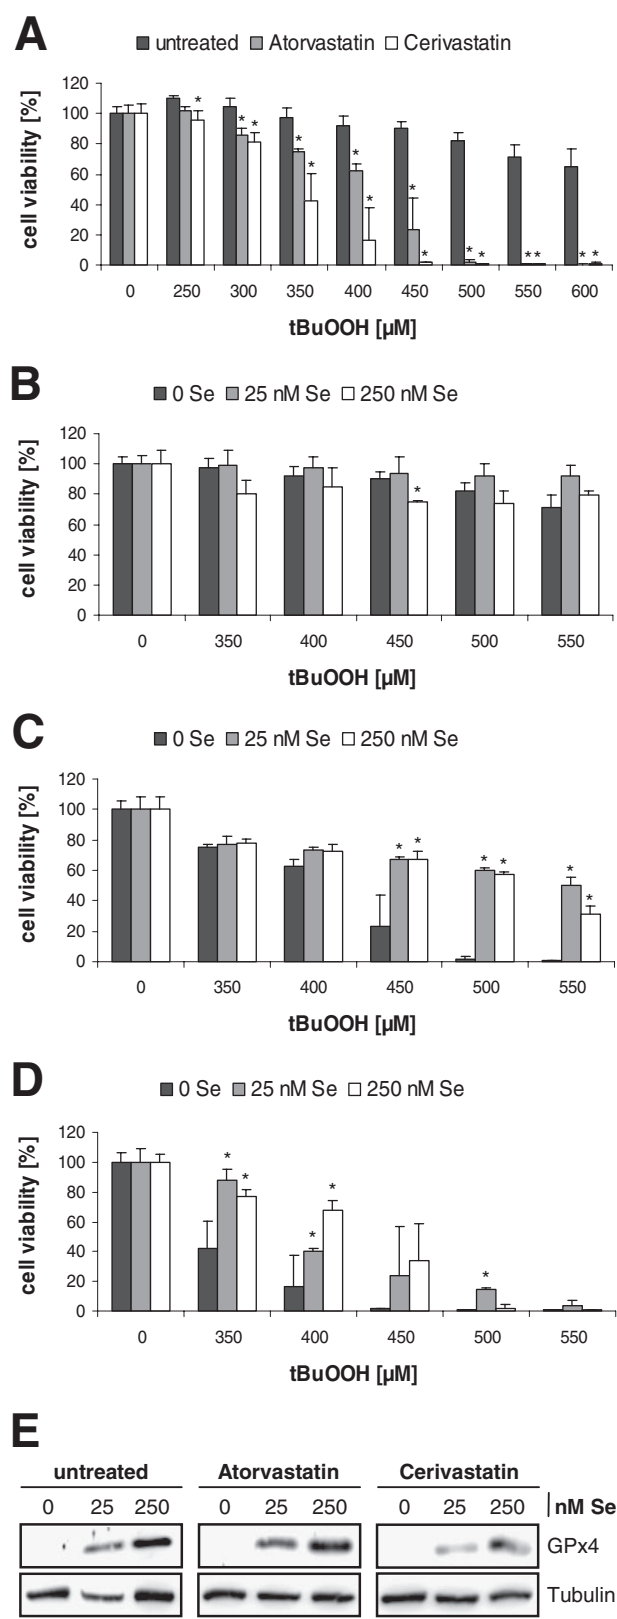 A
untreated Atorvastatin Cerivastatin
cell viability [%]
120
100
80
60
40
20
0
* * * * * * * * * * * * * * *
0 250 300 350 400 450 500 550 600
tBuOOH [µM]
B
0 Se 25 nM Se 250 nM Se
cell viability [%]
120
100
80
60
40
20
0
*
0 350 400 450 500 550
tBuOOH [µM]
C
0 Se 25 nM Se 250 nM Se
cell viability [%]
120
100
80
60
40
20
0
* * * * * *
0 350 400 450 500 550
tBuOOH [µM]
D
0 Se 25 nM Se 250 nM Se
cell viability [%]
120
100
80
60
40
20
0
* * * * *
0 350 400 450 500 550
tBuOOH [µM]
E
untreated Atorvastatin Cerivastatin
0 25 250 0 25 250 0 25 250 nM Se
GPx4
Tubulin